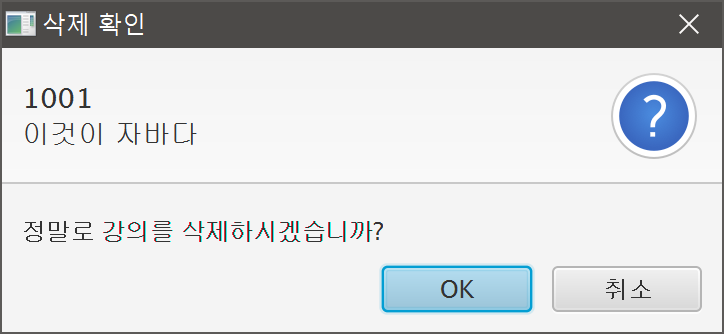 삭제 확인
1001
이것이 자바다
?
정말로 강의를 삭제하시겠습니까?
OK
취소